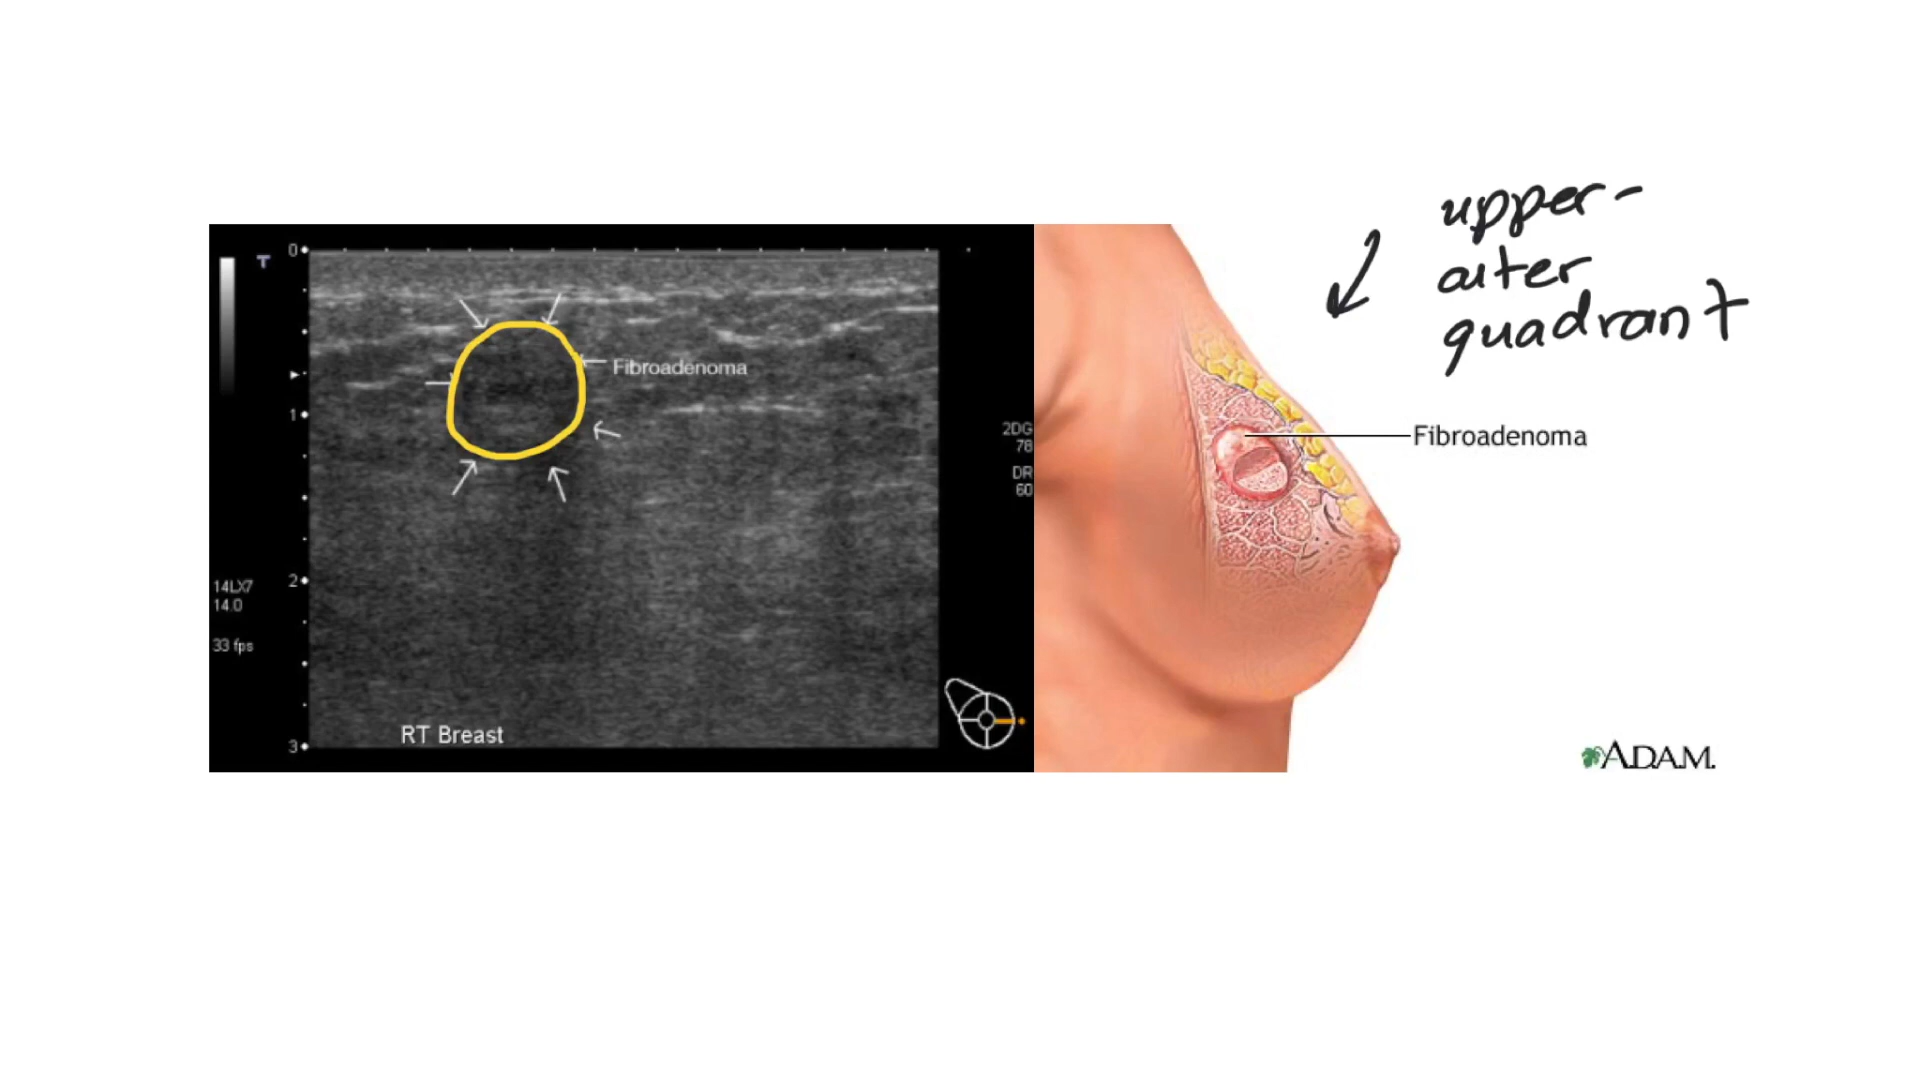 T
0
Fibroadenoma
1
2DG
78
DR
60
2
14LX7
14.0
33 fps
RT Breast
3
upper-
outer
quadrant
Fibroadenoma
A.D.A.M.